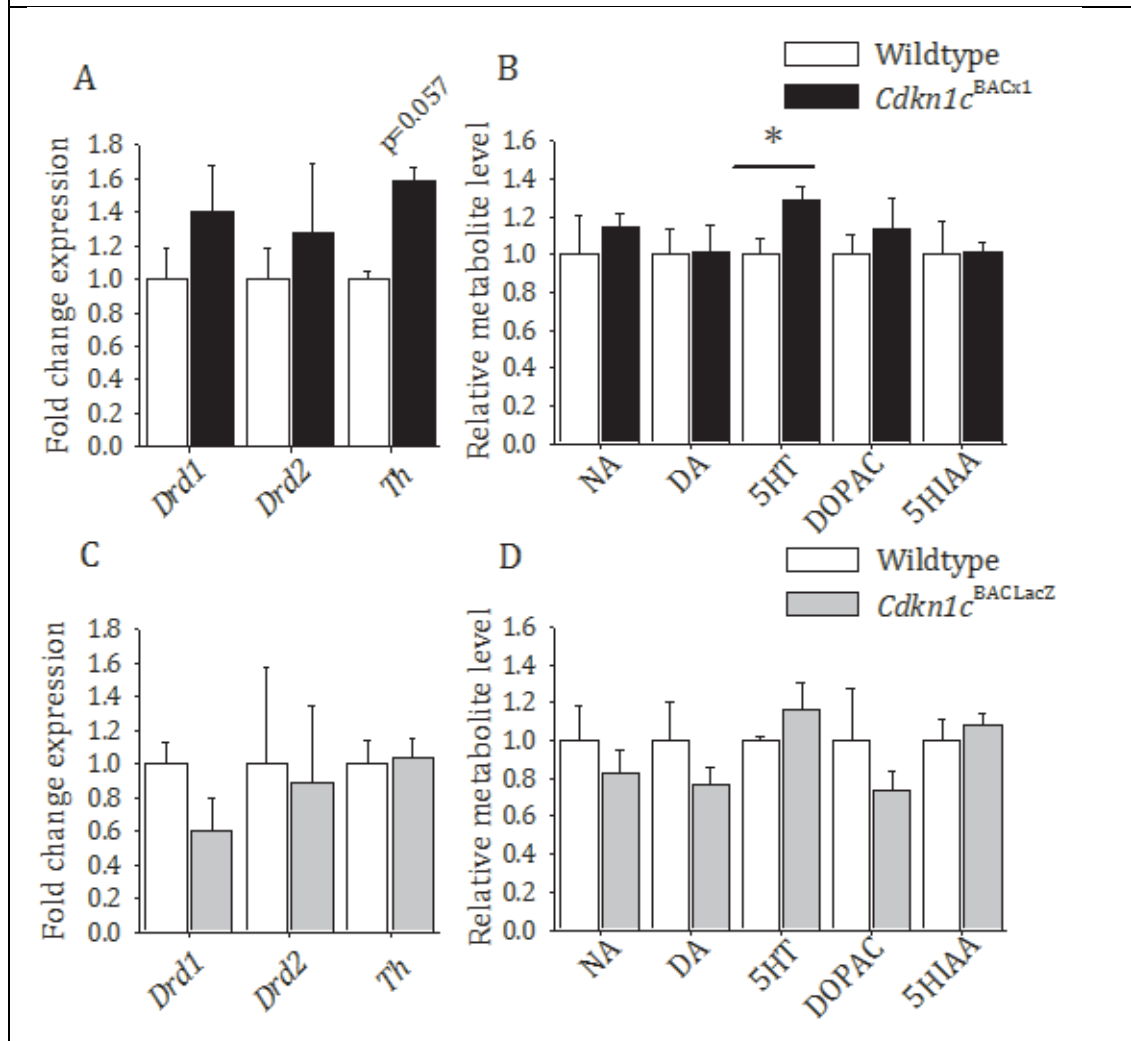 A
B
Wildtype
Cdkn1c BACx1
p=0.057
*
Fold change expression
1.8
1.6
1.4
1.2
1.0
0.8
0.6
0.4
0.2
0.0
Drd1
Drd2
Th
Relative metabolite level
1.6
1.4
1.2
1.0
0.8
0.6
0.4
0.2
0.0
NA
DA
5HT
DOPAC
5HIAA
C
D
Wildtype
Cdkn1c BACLacZ
Fold change expression
1.8
1.6
1.4
1.2
1.0
0.8
0.6
0.4
0.2
0.0
Drd1
Drd2
Th
Relative metabolite level
1.6
1.4
1.2
1.0
0.8
0.6
0.4
0.2
0.0
NA
DA
5HT
DOPAC
5HIAA